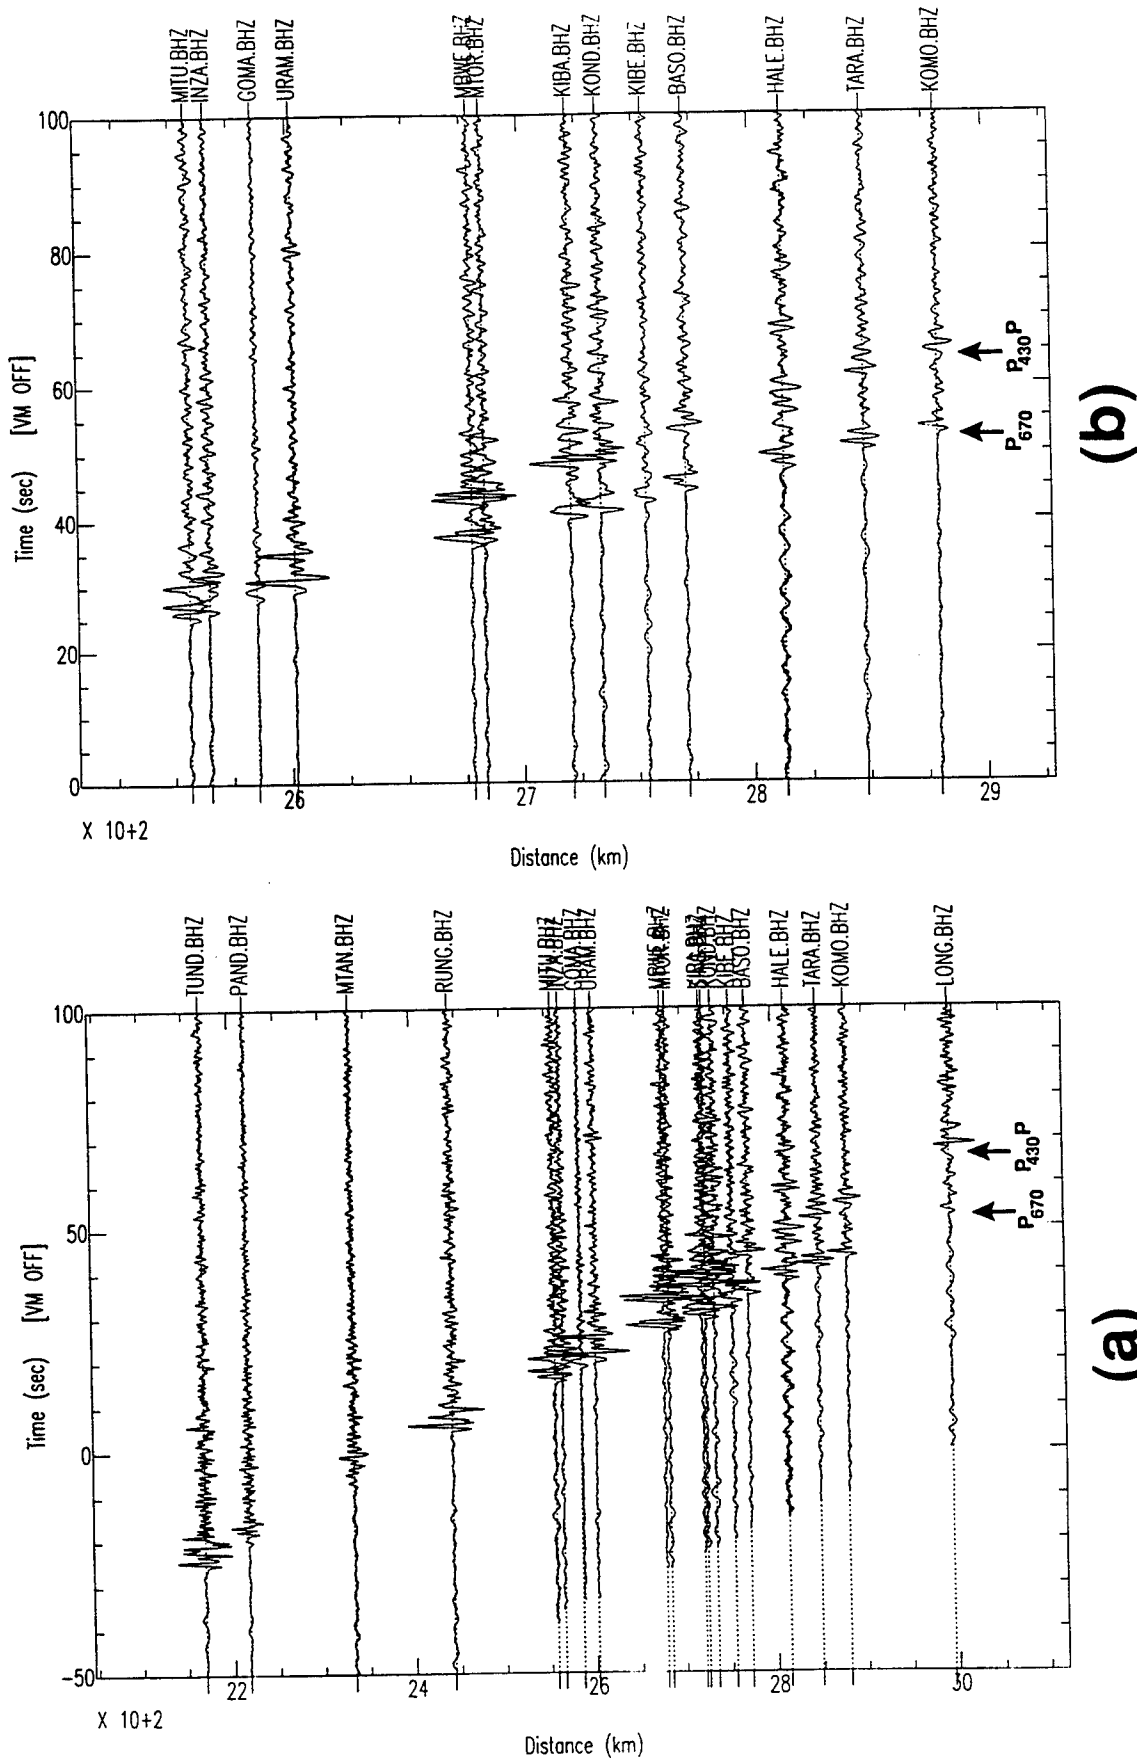 MITU.BHZ
INZA.BHZ
GOMA.BHZ
URAM.BHZ
MTOR.BHZ
KIBA.BHZ
KOND.BHZ
KIBE.BHZ
BASO.BHZ
HALE.BHZ
TARA.BHZ
KOMO.BHZ
Time (sec) [VM OFF]
100
80
60
40
20
0
26
27
28
29
X 10+2
Distance (km)
P430P
P670
(b)
TUND.BHZ
PAND.BHZ
MTAN.BHZ
RUNG.BHZ
MITU.BHZ
INZA.BHZ
GOMA.BHZ
URAM.BHZ
MTOR.BHZ
KOND.BHZ
KIBE.BHZ
BASO.BHZ
HALE.BHZ
TARA.BHZ
KOMO.BHZ
LONG.BHZ
Time (sec) [VM OFF]
100
50
0
-50
22
24
26
28
30
X 10+2
Distance (km)
P430P
P670
(a)